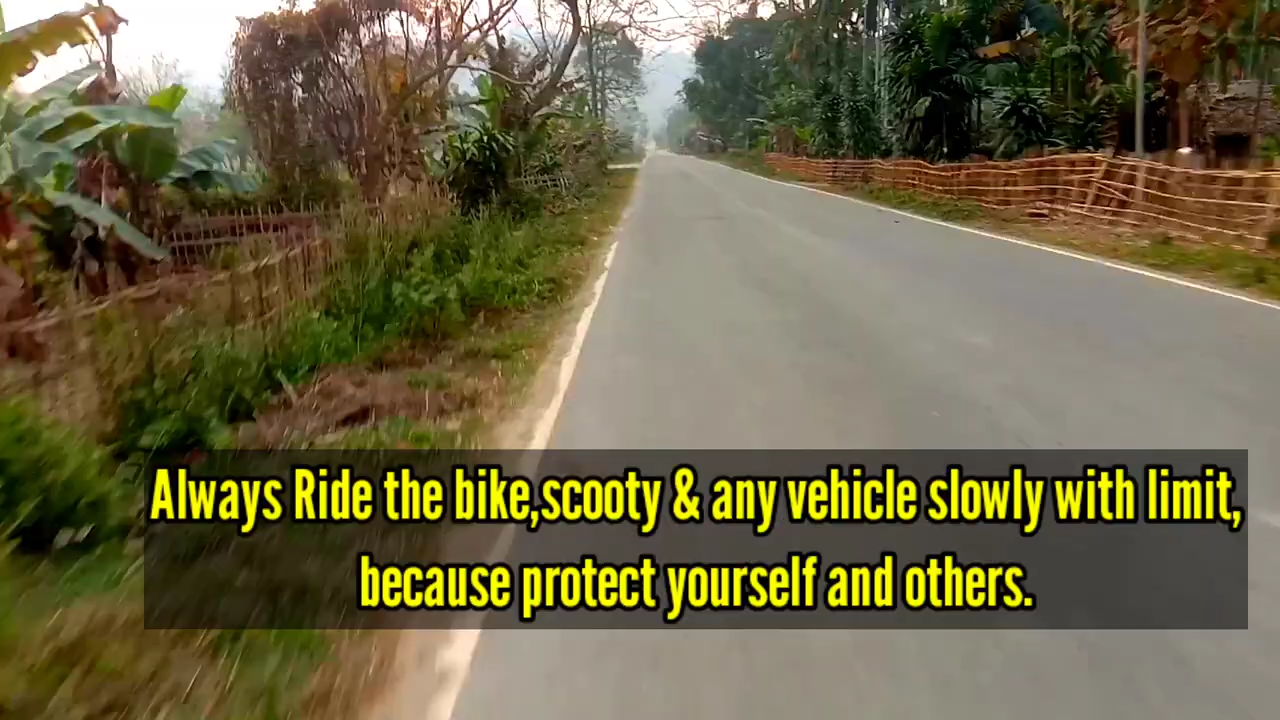 Always Ride the bike,scooty & any vehicle slowly with limit,
because protect yourself and others.